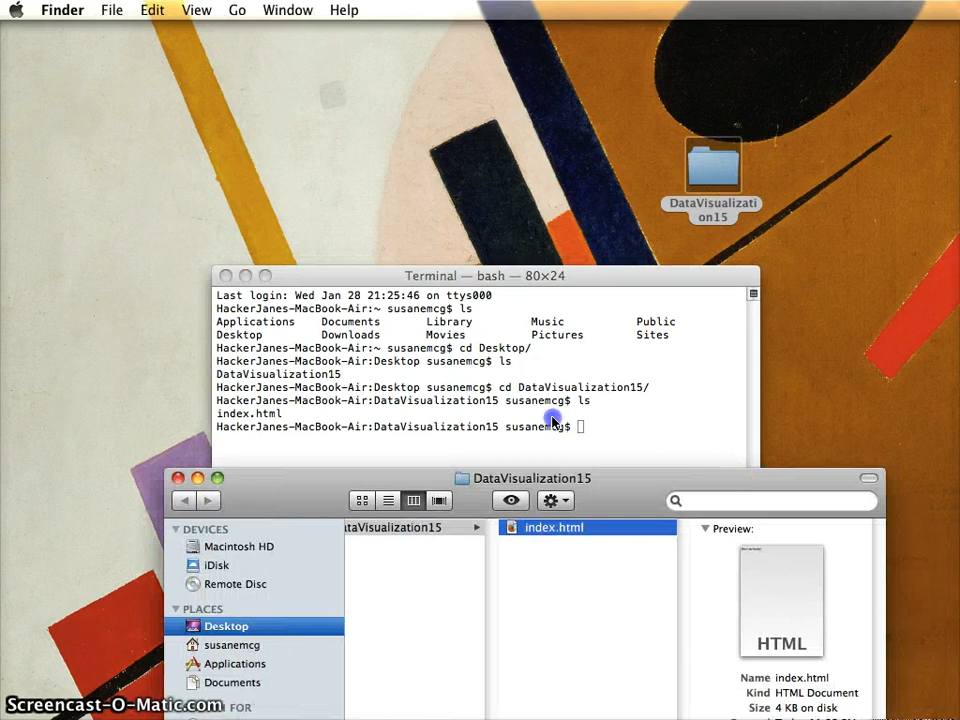 Finder File Edit View Go Window Help
DataVisualizati
on15
Terminal — bash — 80×24
Last login: Wed Jan 28 21:25:46 on ttys000
HackerJanes-MacBook-Air:~ susanemcg$ ls
Applications Documents Library Music Public
Desktop Downloads Movies Pictures Sites
HackerJanes-MacBook-Air:~ susanemcg$ cd Desktop/
HackerJanes-MacBook-Air:Desktop susanemcg$ ls
DataVisualization15
HackerJanes-MacBook-Air:Desktop susanemcg$ cd DataVisualization15/
HackerJanes-MacBook-Air:DataVisualization15 susanemcg$ ls
index.html
HackerJanes-MacBook-Air:DataVisualization15 susanemcg$
DataVisualization15
DEVICES
Macintosh HD
iDisk
Remote Disc
PLACES
Desktop
susanemcg
Applications
Documents
ataVisualization15
index.html
Preview:
HTML
Name index.html
Kind HTML Document
Size 4 KB on disk
Screencast-O-Matic.com